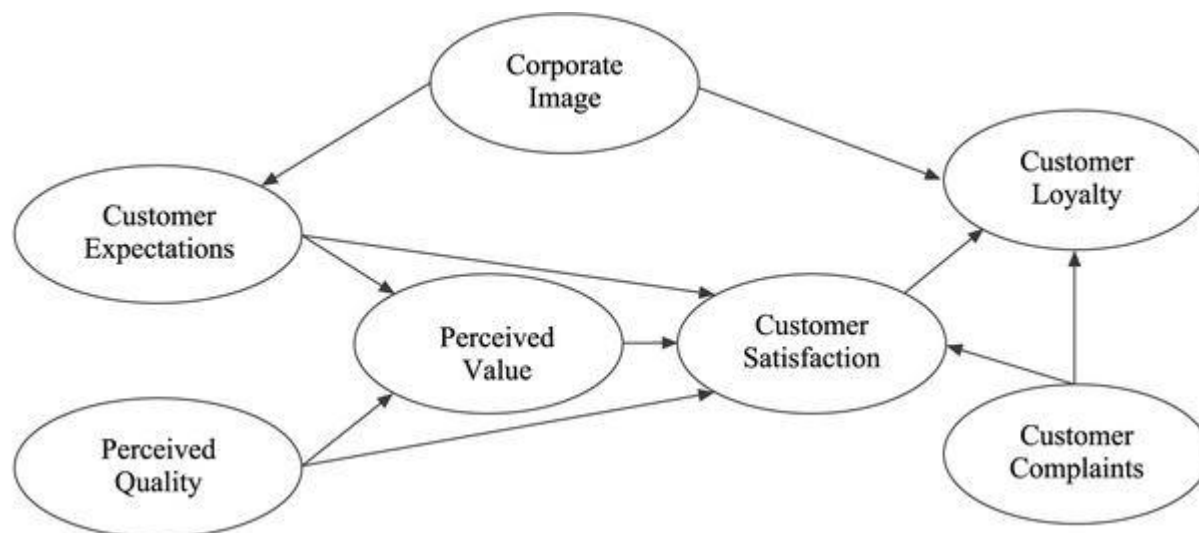 Corporate
Image
Customer
Loyalty
Customer
Expectations
Perceived
Value
Customer
Satisfaction
Perceived
Quality
Customer
Complaints